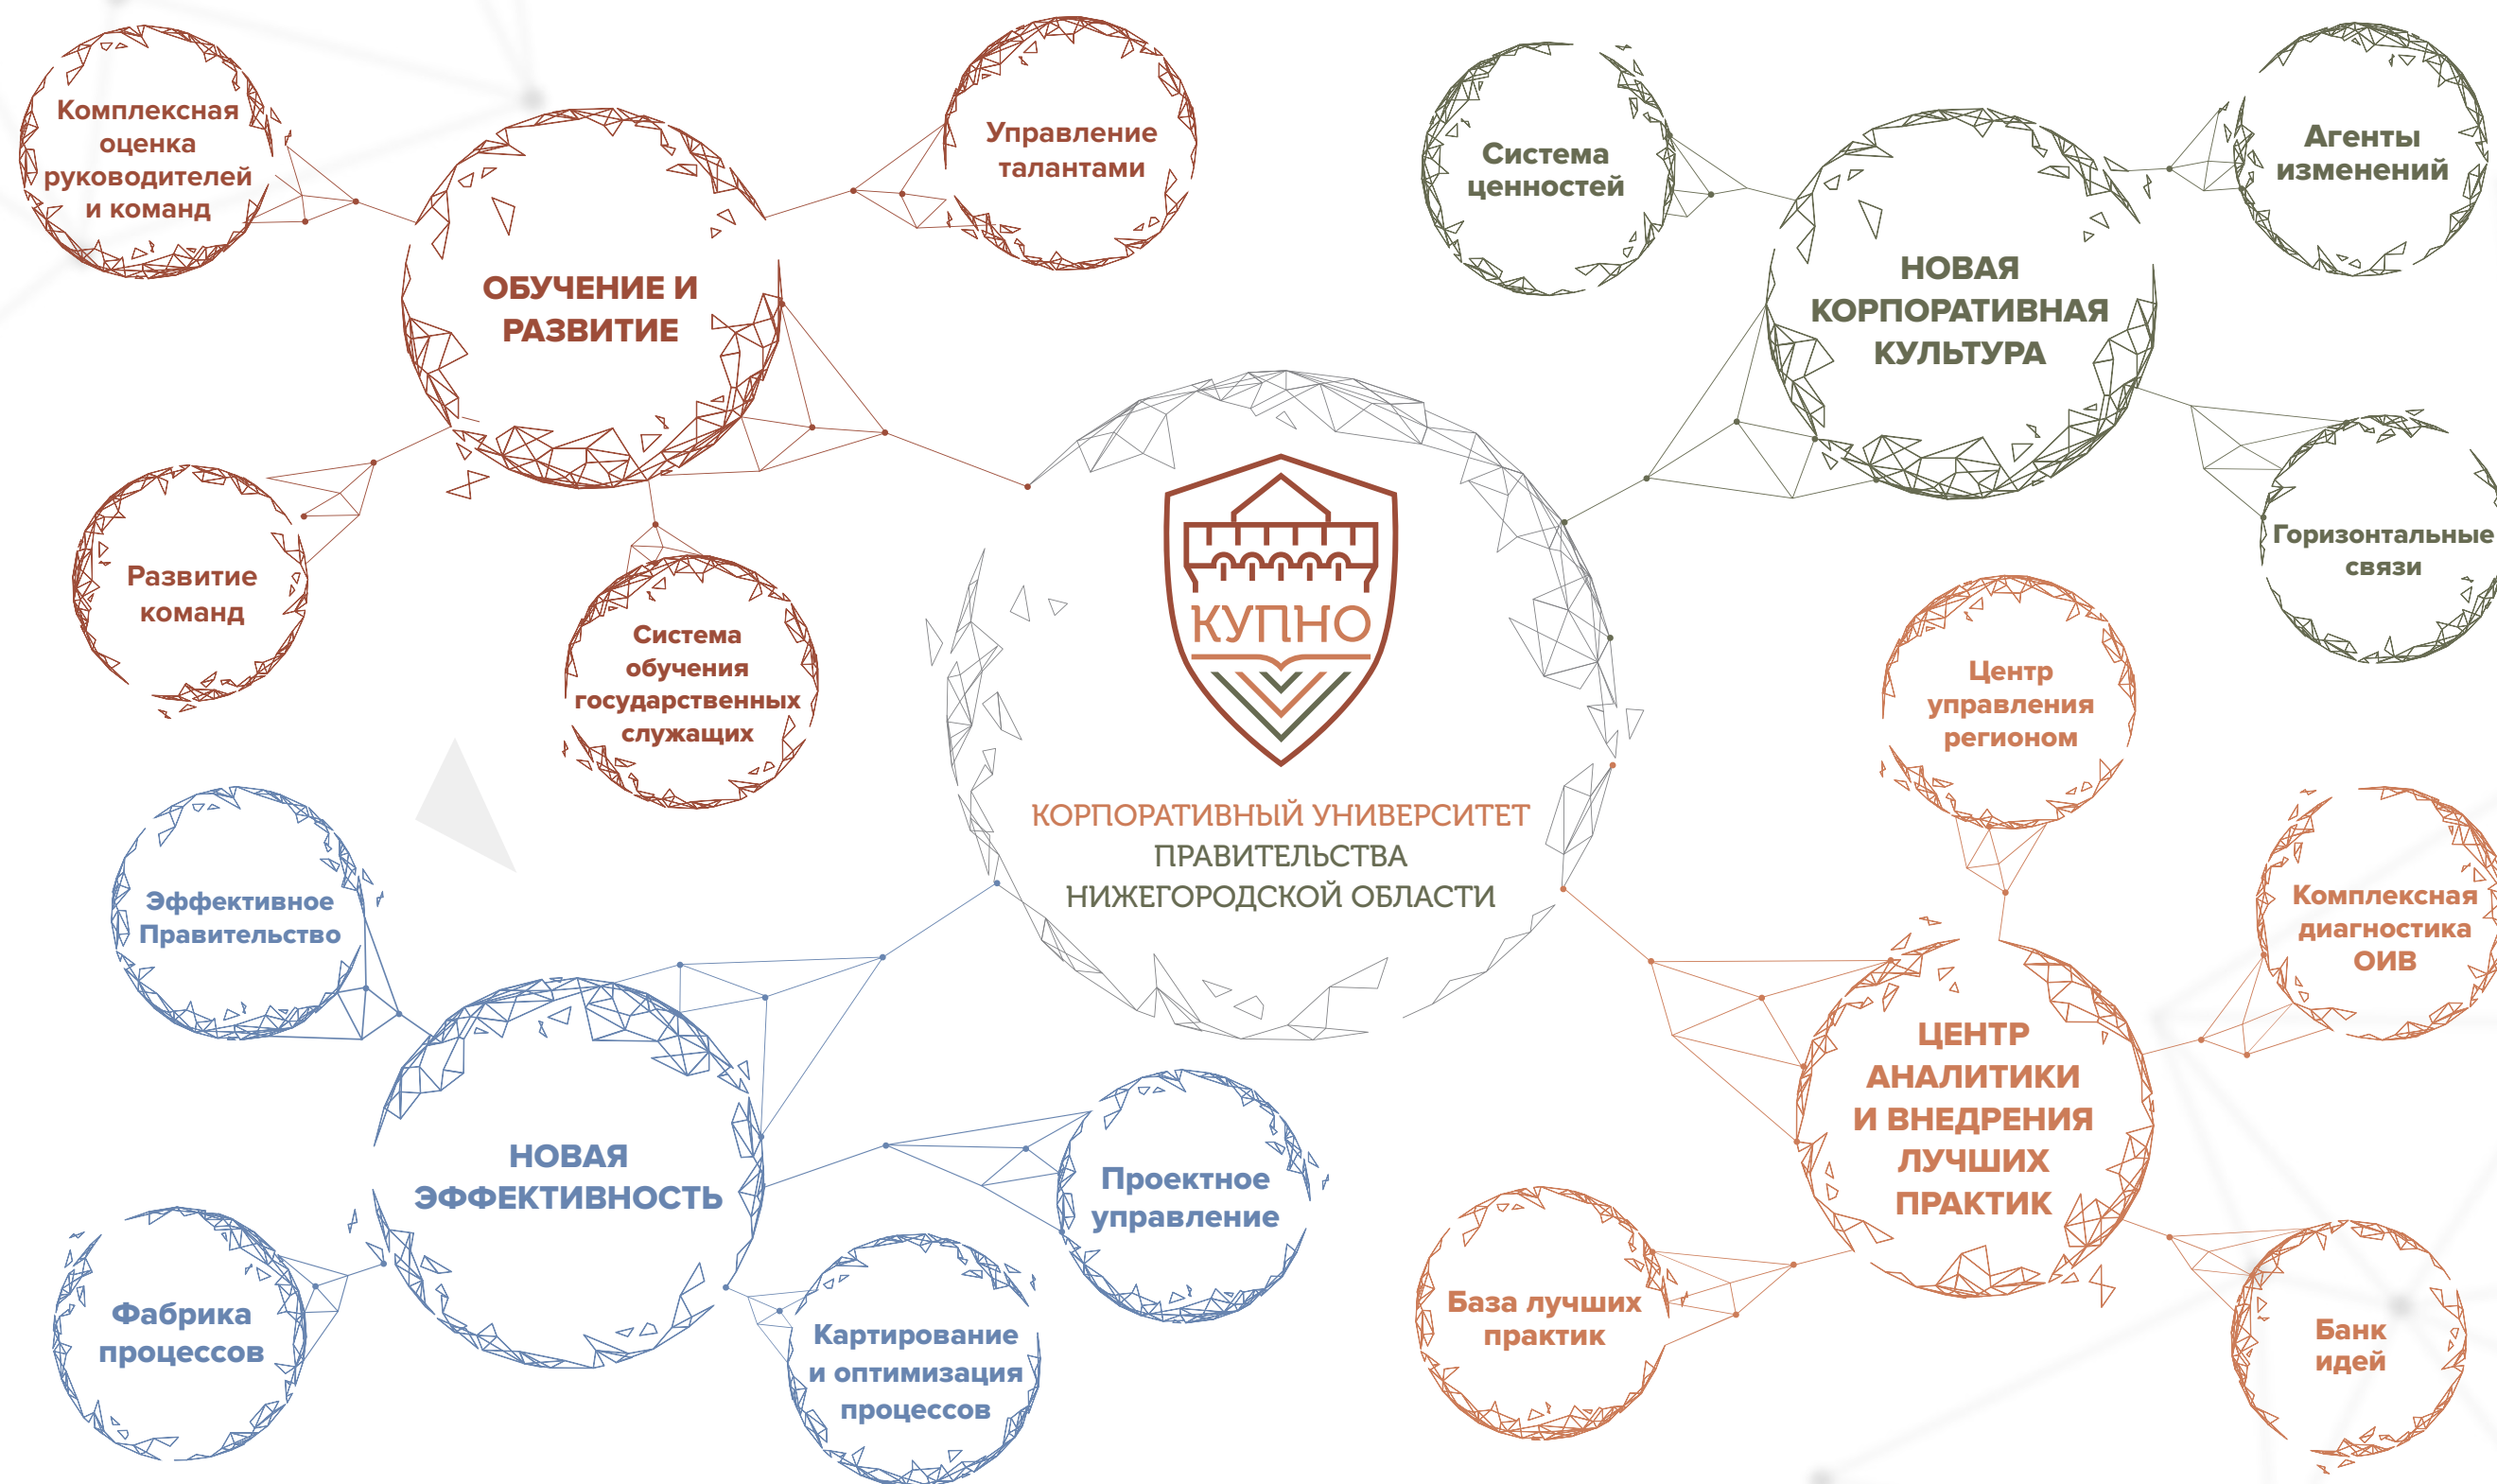 Комплексная
оценка
руководителей
и команд
Управление
талантами
ОБУЧЕНИЕ И
РАЗВИТИЕ
Развитие
команд
Система
обучения
государственных
служащих
Система
ценностей
Агенты
изменений
НОВАЯ
КОРПОРАТИВНАЯ
КУЛЬТУРА
Горизонтальные
связи
КУПНО
КОРПОРАТИВНЫЙ УНИВЕРСИТЕТ
ПРАВИТЕЛЬСТВА
НИЖЕГОРОДСКОЙ ОБЛАСТИ
Эффективное
Правительство
НОВАЯ
ЭФФЕКТИВНОСТЬ
Проектное
управление
Фабрика
процессов
Картирование
и оптимизация
процессов
Центр
управления
регионом
Комплексная
диагностика
ОИВ
ЦЕНТР
АНАЛИТИКИ
И ВНЕДРЕНИЯ
ЛУЧШИХ
ПРАКТИК
База лучших
практик
Банк
идей